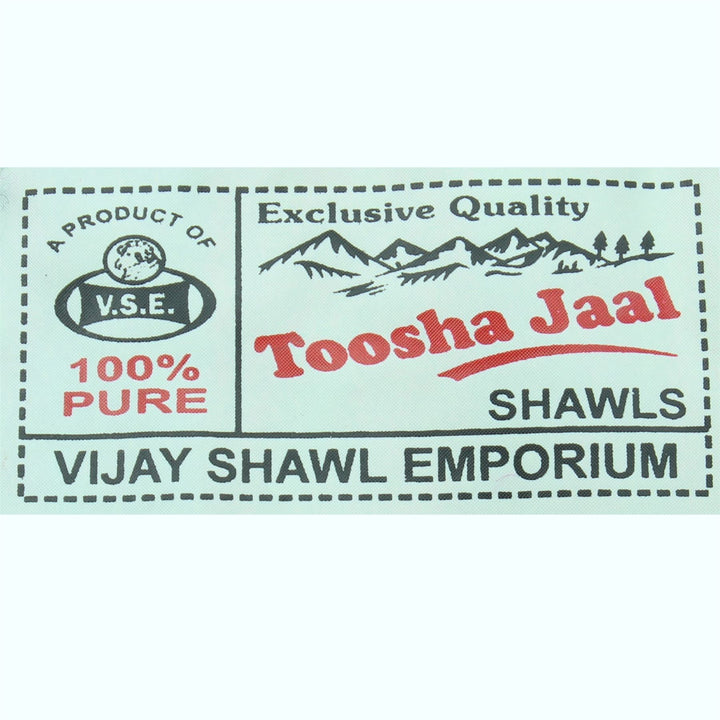 A PRODUCT OF
V.S.E.
100%
PURE
Exclusive Quality
Toosha Jaal
SHAWLS
VIJAY SHAWL EMPORIUM